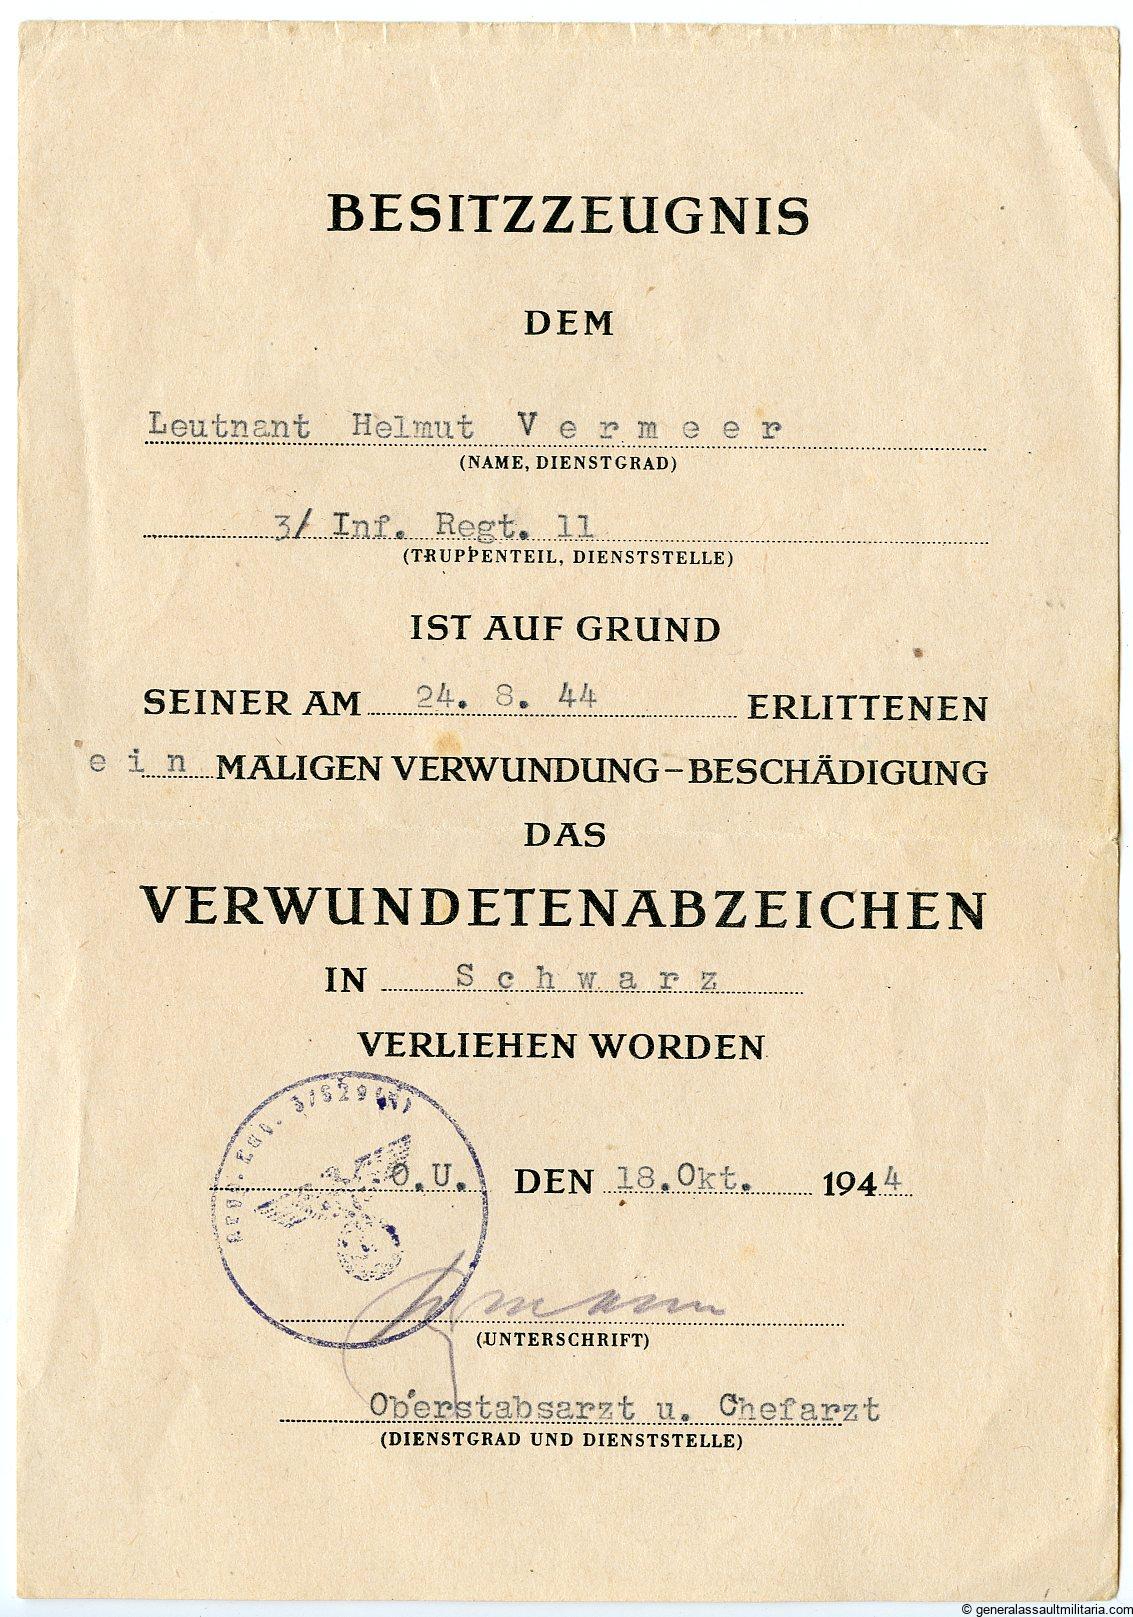 BESITZZEUGNIS
DEM
Leutnant Helmut Vermeer
(NAME, DIENSTGRAD)
3/ Inf. Regt. 11
(TRUPPENTEIL, DIENSTSTELLE)
IST AUF GRUND
SEINER AM 24. 8. 44 ERLITTENEN
ein MALIGEN VERWUNDUNG–BESCHÄDIGUNG
DAS
VERWUNDETENABZEICHEN
IN Schwarz
VERLIEHEN WORDEN
O.U. DEN 18.Okt. 1944
(UNTERSCHRIFT)
Oberstabsarzt u. Chefarzt
(DIENSTGRAD UND DIENSTSTELLE)
© generalassaultmilitaria.com